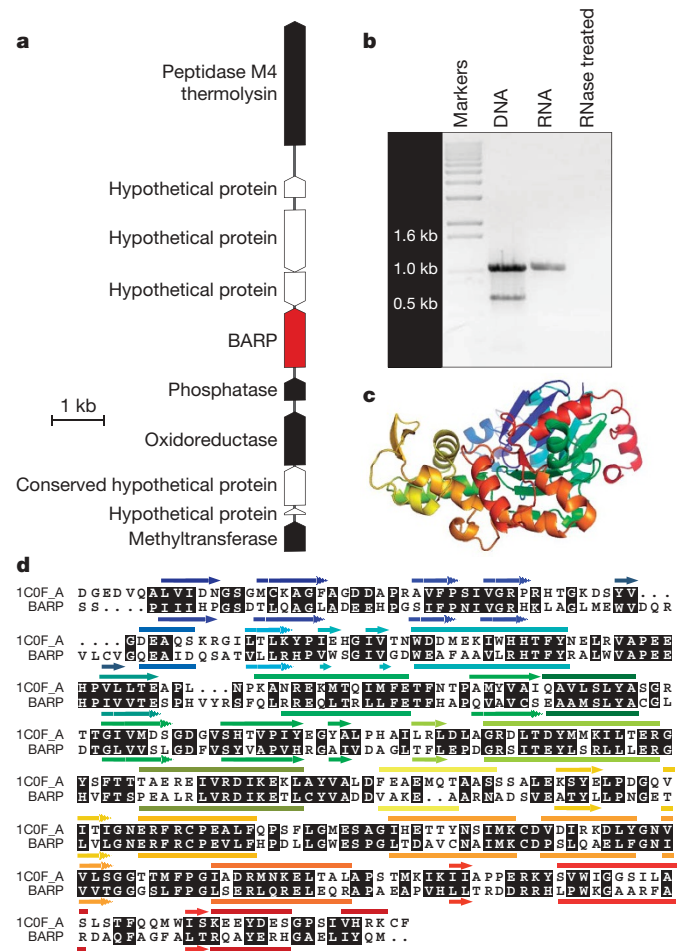 a
Peptidase M4
thermolysin
Hypothetical protein
Hypothetical protein
Hypothetical protein
BARP
Phosphatase
1 kb
Oxidoreductase
Conserved hypothetical protein
Hypothetical protein
Methyltransferase
b
Markers
DNA
RNA
RNase treated
1.6 kb
1.0 kb
0.5 kb
c
d
1C0F_A DGEDVQALVIDNGSGMCKAGFAGDDAPRAVFPSIVGRPRHTGKDSYV...
BARP SS....PIIIHPGSDTLQAGLADEEHPGSIFPNIVGRHKLAGLMEWVDQR
1C0F_A ....GDEAQSKRGILTLKYPIEHGIVTNWDDMEKIWHHTFYNELRVAPEE
BARP VLCVGQEAIDQSATVLLRHPVWSGIVGDWEAFAAVLRHTFYRALWVAPEE
1C0F_A HPVLLTEAPL...NPKANREKMTQIMFETFNTPAMYVAIQAVLSLYASGR
BARP HPIVVTESPHVYRSFQLRREQLTRLLFETFHAPQVAVCSEAAMSLYACGL
1C0F_A TTGIVMDSGDGVSHTVPIYEGYALPHAILRLDLAGRDLTDYMMKILTERG
BARP DTGLVVSLGDFVSYVAPVHRGAIVDAGLTFLEPDGRSITEYLSRLLLERG
1C0F_A YSFTTTAEREIVRDIKEKLAYVALDFEAEMQTAASSSALEKSYELPDGQV
BARP HVFTSPEALRLVRDIKETLCYVADDVAKE..AARNADSVEATYLLPNGET
1C0F_A ITIGNERFRCPEALFQPSFLGMESAGIHETTYNSIMKCDVDIRKDLYGNI
BARP LVLGNERFRCPEVLFHPDLLGWESPGLTDAVCNAIMKCDPSLQAELFGNI
1C0F_A VLSGGTTMFPGIADRMNKELTALAPSTMKIKIIAPPERKYSVWIGGSILA
BARP VVTGGGSLFPGLSERLQRELEQRAPAEAPVHLLTRDDRRHLPWKGAARFA
1C0F_A SLSTFQQMWISKEEYDESGPSIVHRKCF
BARP RDAQFAGFALTRQAYERHGAELIYQM..